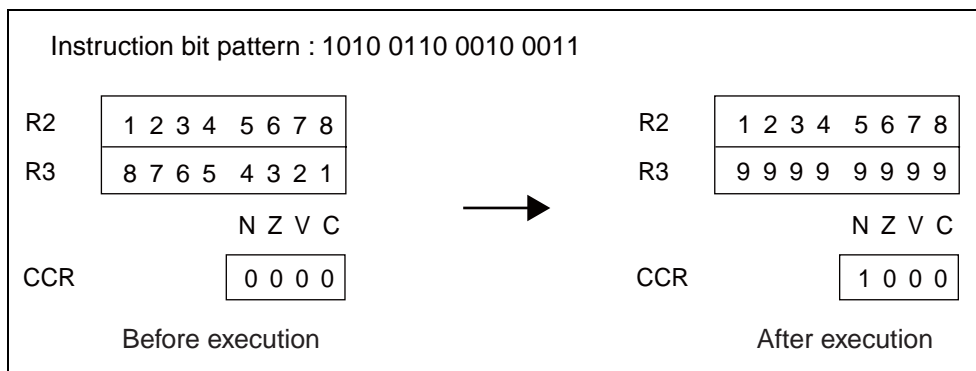 Instruction bit pattern : 1010 0110 0010 0011
R2 1 2 3 4 5 6 7 8 R2 1 2 3 4 5 6 7 8
R3 8 7 6 5 4 3 2 1 R3 9 9 9 9 9 9 9 9
N Z V C N Z V C
CCR 0 0 0 0 CCR 1 0 0 0
Before execution After execution